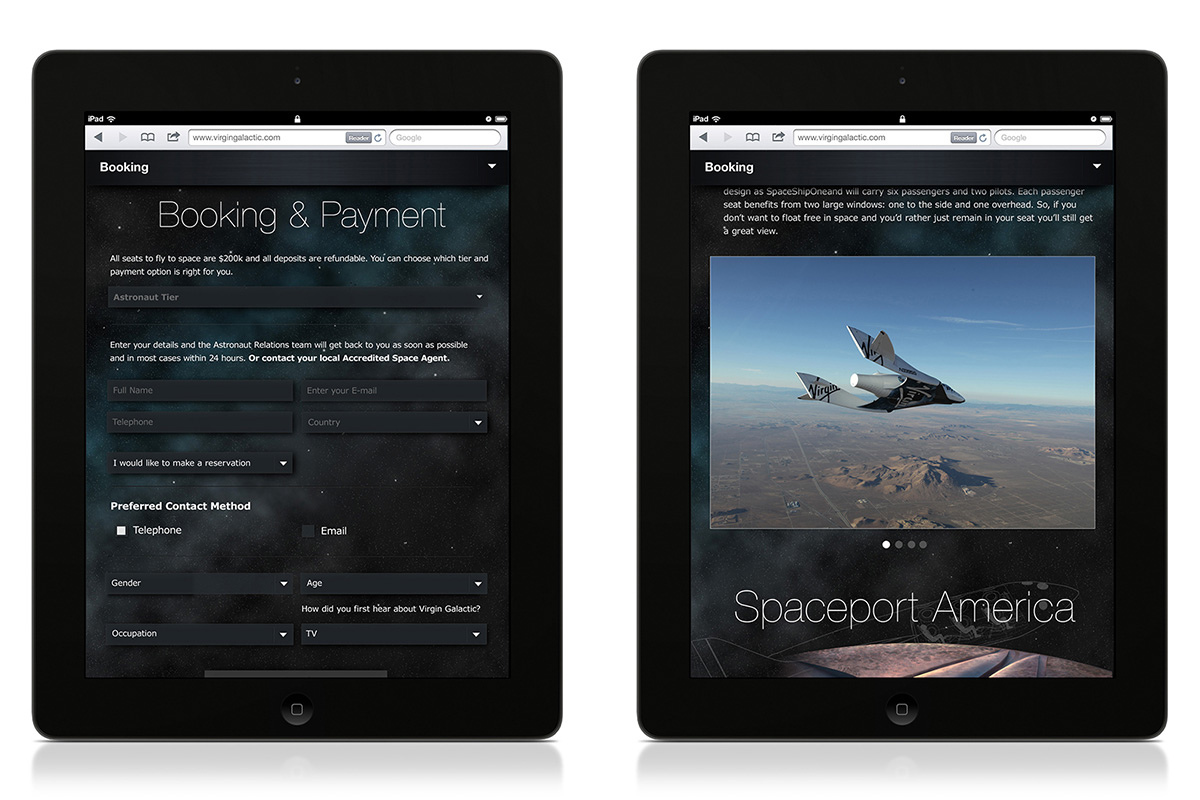 iPad
www.virgingalactic.com
Reader
Google
Booking
Booking & Payment
All seats to fly to space are $200k and all deposits are refundable. You can choose which tier and
payment option is right for you.
Astronaut Tier
Enter your details and the Astronaut Relations team will get back to you as soon as possible
and in most cases within 24 hours. Or contact your local Accredited Space Agent.
Full Name
Enter your E-mail
Telephone
Country
I would like to make a reservation
Preferred Contact Method
Telephone
Email
Gender
Age
How did you first hear about Virgin Galactic?
Occupation
TV
iPad
www.virgingalactic.com
Reader
Google
Booking
design as SpaceShipOneand will carry six passengers and two pilots. Each passenger
seat benefits from two large windows: one to the side and one overhead. So, if you
don't want to float free in space and you'd rather just remain in your seat you'll still get
a great view.
Virgin
Virgin
Spaceport America